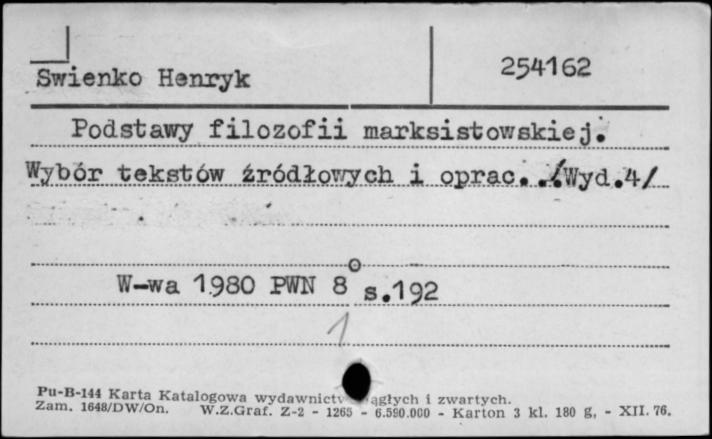 Swienko Henryk 254162
Podstawy filozofii marksistowskiej.
Wybór tekstów źródłowych i oprac. ./Wyd.4/
W-wa 1980 PWN 8° s.192
1
Pu-B-144 Karta Katalogowa wydawnictw ągłych i zwartych.
Zam. 1648/DW/On. W.Z.Graf. Z-2 - 1265 - 6.590.000 - Karton 3 kl. 180 g, - XII. 76.